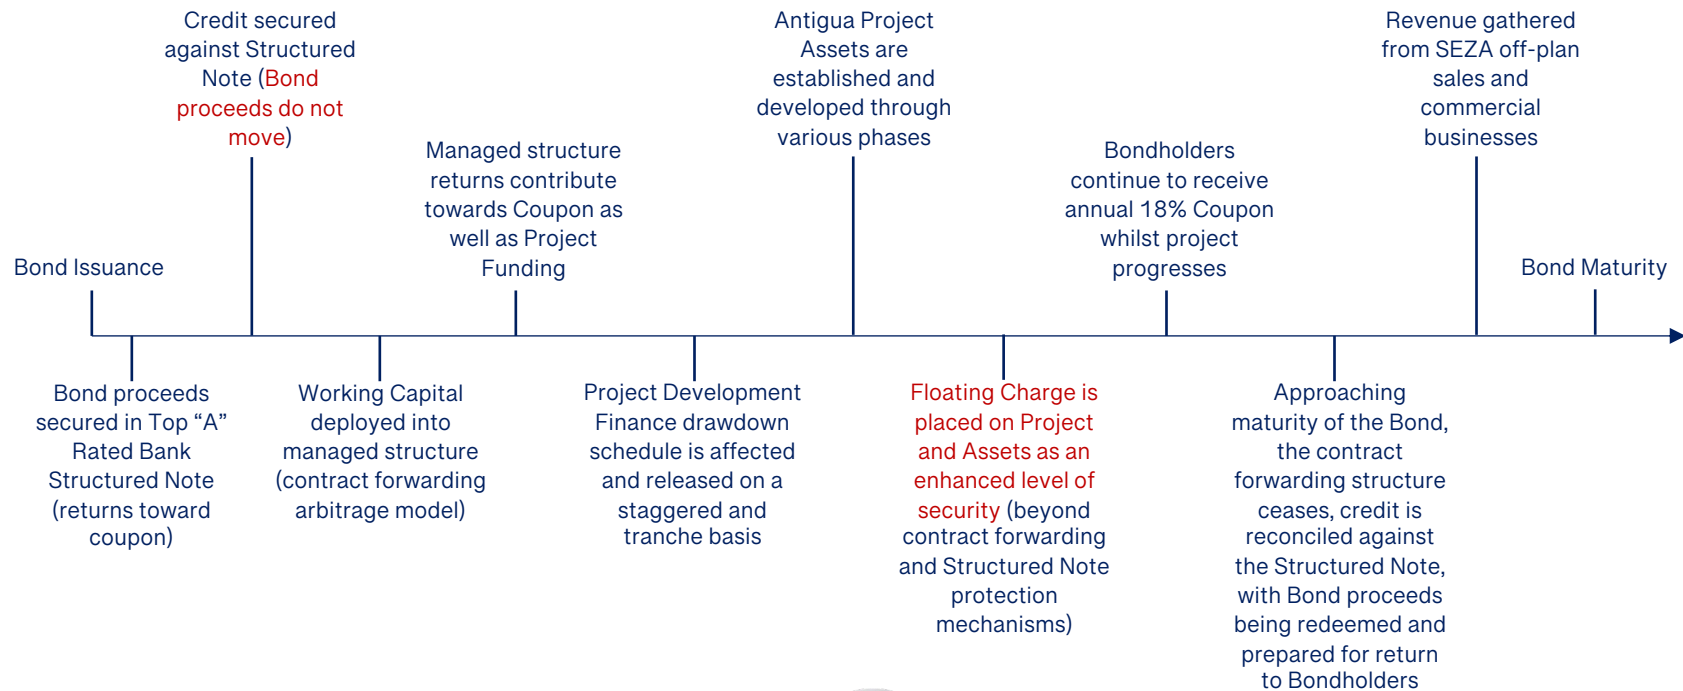 Credit secured
against Structured
Note (Bond
proceeds do not
move)
Antigua Project
Assets are
established and
developed through
various phases
Revenue gathered
from SEZA off-plan
sales and
commercial
businesses
Managed structure
returns contribute
towards Coupon as
well as Project
Funding
Bondholders
continue to receive
annual 18% Coupon
whilst project
progresses
Bond Issuance
Bond Maturity
Bond proceeds
secured in Top “A”
Rated Bank
Structured Note
(returns toward
coupon)
Working Capital
deployed into
managed structure
(contract forwarding
arbitrage model)
Project Development
Finance drawdown
schedule is affected
and released on a
staggered and
tranche basis
Floating Charge is
placed on Project
and Assets as an
enhanced level of
security (beyond
contract forwarding
and Structured Note
protection
mechanisms)
Approaching
maturity of the Bond,
the contract
forwarding structure
ceases, credit is
reconciled against
the Structured Note,
with Bond proceeds
being redeemed and
prepared for return
to Bondholders